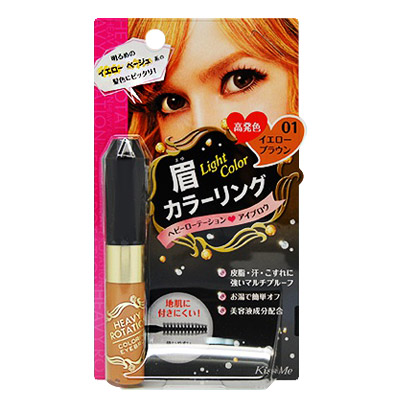 明るめの
イエロー ベージュ系の
髪色にピッタリ!
高発色
01
イエロー
ブラウン
眉
Light
Color
カラーリング
ヘビーローテーション アイブロウ
皮脂・汗・こすれに
強いマルチプルーフ
お湯で簡単オフ
美容液成分配合
地肌に
付きにくい!
HEAVY
ROTATIO
COLOR
EYEB
KissMe